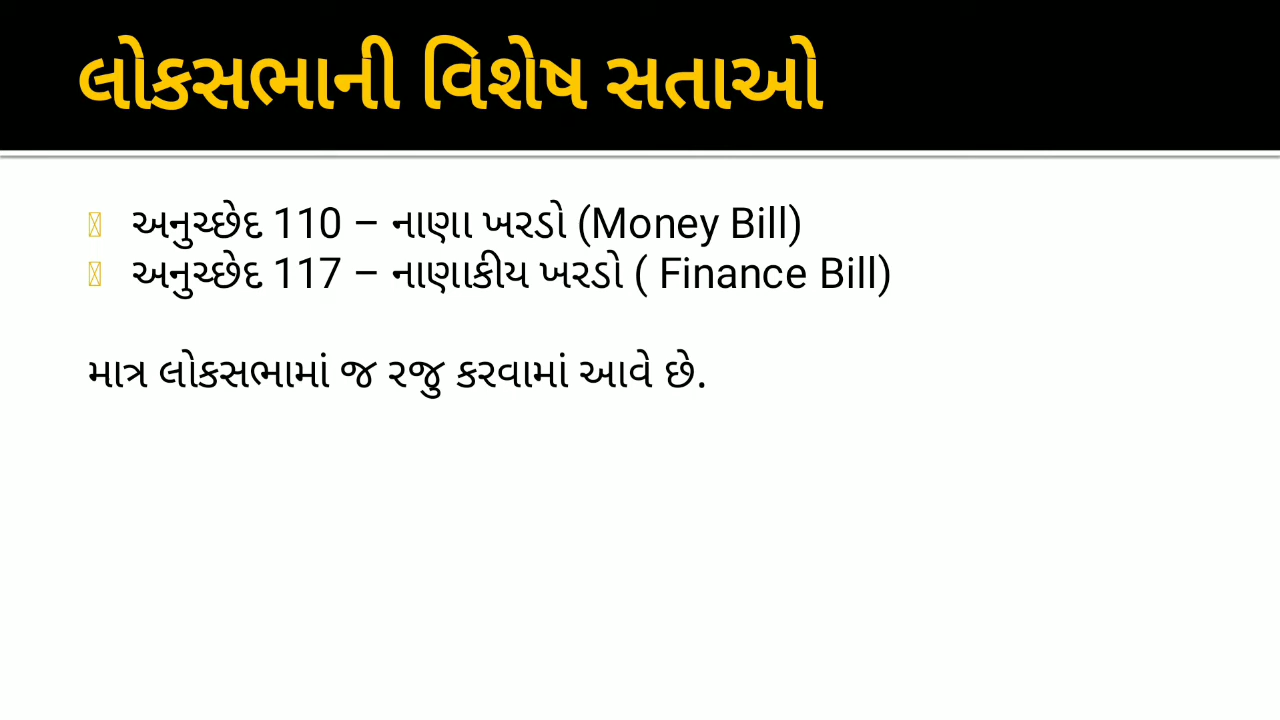 લોકસભાની વિશેષ સતાઓ
અનુચ્છેદ 110 – નાણા ખરડો (Money Bill)
અનુચ્છેદ 117 – નાણાકીય ખરડો ( Finance Bill)
માત્ર લોકસભામાં જ રજુ કરવામાં આવે છે.